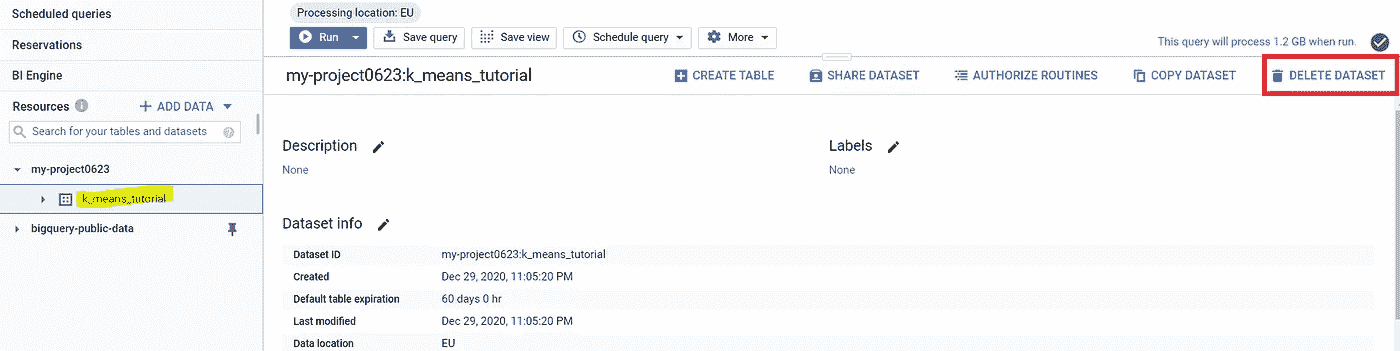 Scheduled queries
Reservations
BI Engine
Resources
ADD DATA
Search for your tables and datasets
my-project0623
k_means_tutorial
bigquery-public-data
Processing location: EU
Run
Save query
Save view
Schedule query
More
This query will process 1.2 GB when run.
my-project0623:k_means_tutorial
CREATE TABLE
SHARE DATASET
AUTHORIZE ROUTINES
COPY DATASET
DELETE DATASET
Description
None
Labels
None
Dataset info
Dataset ID my-project0623:k_means_tutorial
Created Dec 29, 2020, 11:05:20 PM
Default table expiration 60 days 0 hr
Last modified Dec 29, 2020, 11:05:20 PM
Data location EU